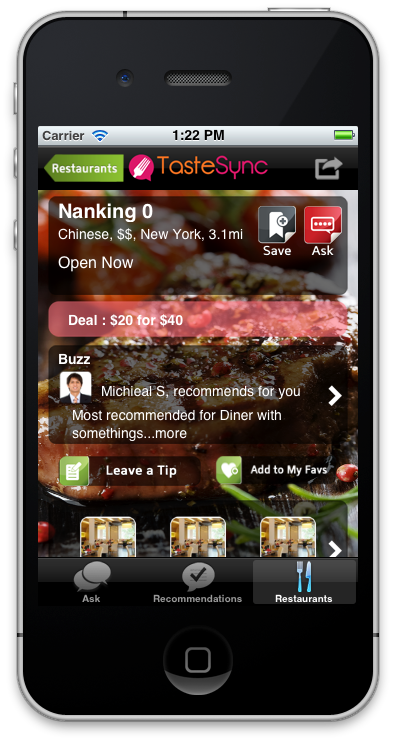 Carrier 1:22 PM
Restaurants TasteSync
Nanking 0
Chinese, $$, New York, 3.1mi
Open Now
Save Ask
Deal : $20 for $40
Buzz
Michieal S, recommends for you
Most recommended for Diner with
somethings...more
Leave a Tip Add to My Favs
Ask Recommendations Restaurants